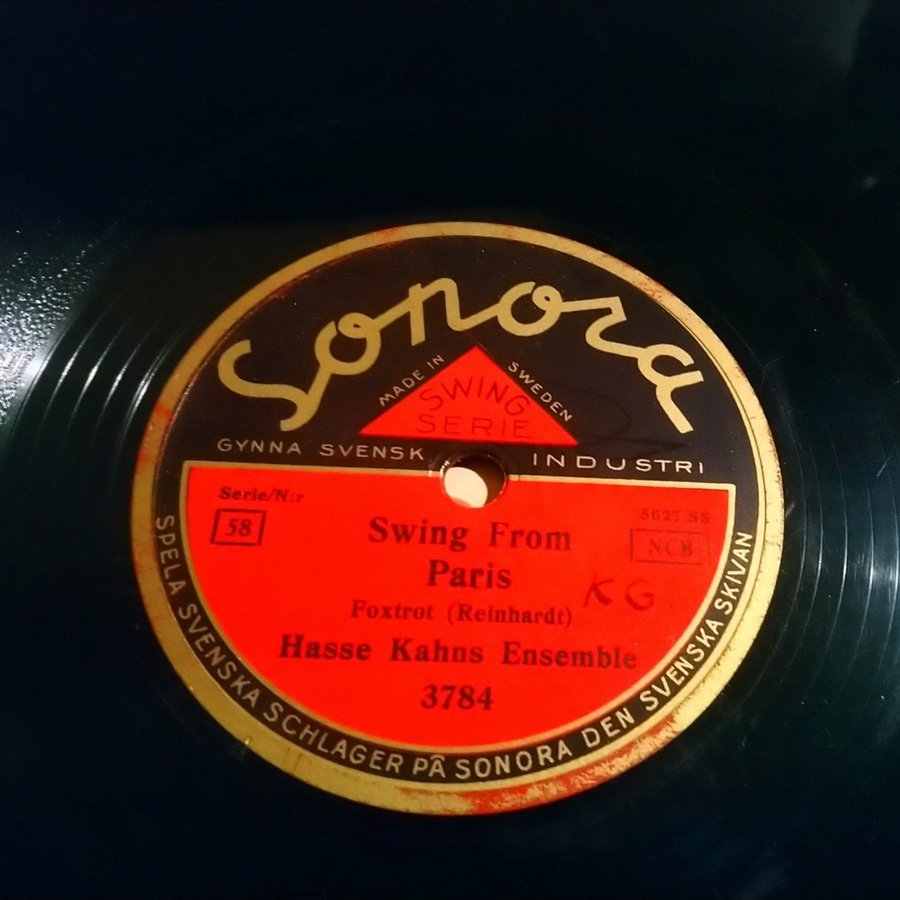 Sonora
MADE IN SWEDEN
SWING
SERIE
GYNNA SVENSK INDUSTRI
Serie/N:r
58
5627 SS
NCB
Swing From
Paris
KG
Foxtrot (Reinhardt)
Hasse Kahns Ensemble
3784
SPELA SVENSKA SCHLAGER PÅ SONORA DEN SVENSKA SKIVAN